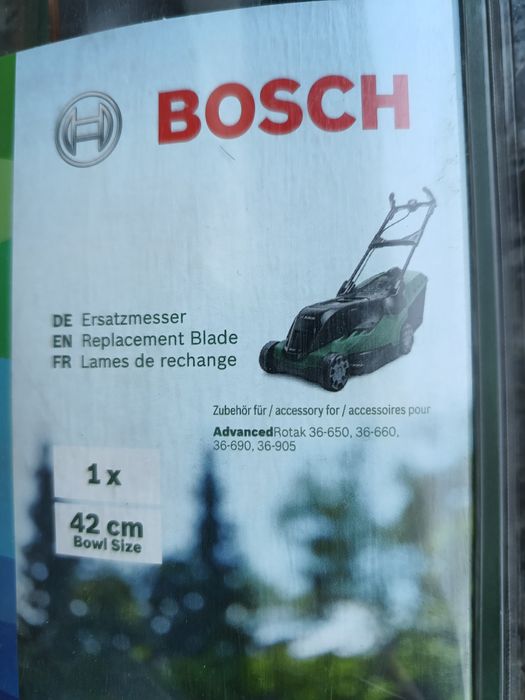 BOSCH
DE Ersatzmesser
EN Replacement Blade
FR Lames de rechange
Zubehör für / accessory for / accessoires pour
AdvancedRotak 36-650, 36-660,
36-690, 36-905
1 x
42 cm
Bowl Size